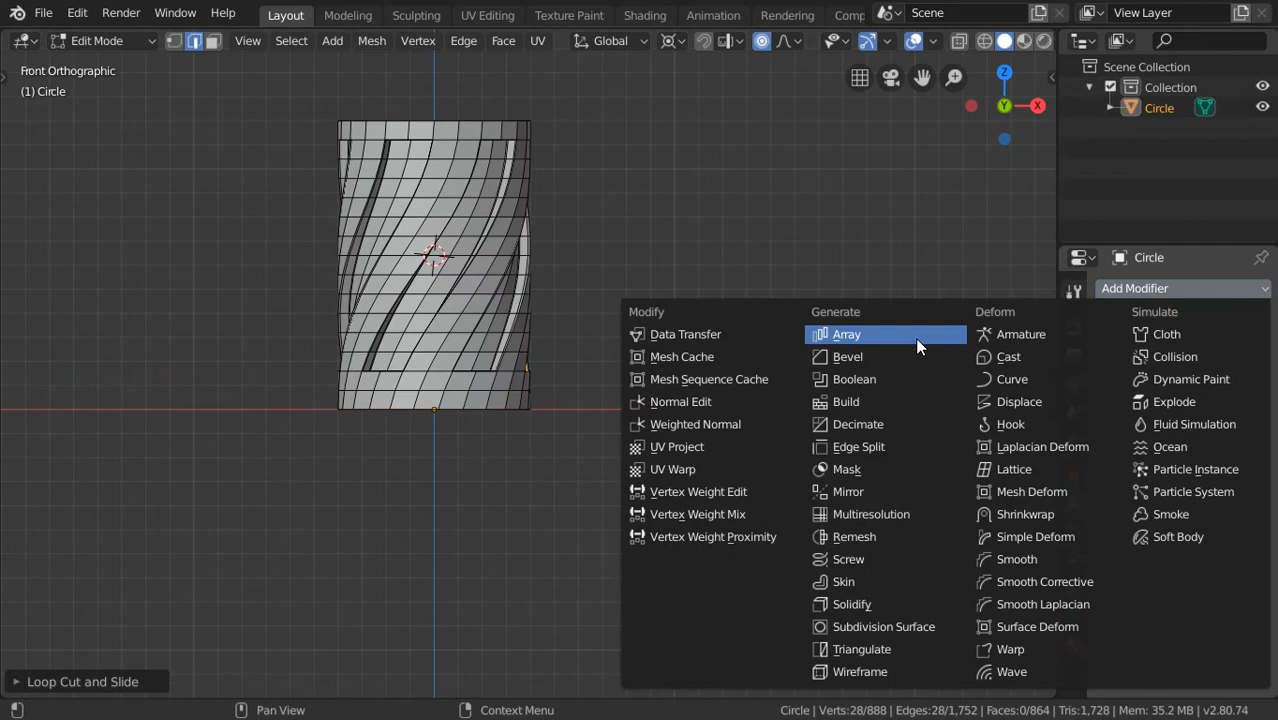 File Edit Render Window Help Layout Modeling Sculpting UV Editing Texture Paint Shading Animation Rendering Comp Scene View Layer
Edit Mode View Select Add Mesh Vertex Edge Face UV Global
Front Orthographic
(1) Circle
Z
Y
X
Scene Collection
Collection
Circle
Circle
Add Modifier
Modify Generate Deform Simulate
Data Transfer Array Armature Cloth
Mesh Cache Bevel Cast Collision
Mesh Sequence Cache Boolean Curve Dynamic Paint
Normal Edit Build Displace Explode
Weighted Normal Decimate Hook Fluid Simulation
UV Project Edge Split Laplacian Deform Ocean
UV Warp Mask Lattice Particle Instance
Vertex Weight Edit Mirror Mesh Deform Particle System
Vertex Weight Mix Multiresolution Shrinkwrap Smoke
Vertex Weight Proximity Remesh Simple Deform Soft Body
Screw Smooth
Skin Smooth Corrective
Solidify Smooth Laplacian
Subdivision Surface Surface Deform
Triangulate Warp
Wireframe Wave
Loop Cut and Slide
Pan View Context Menu Circle | Verts:28/888 | Edges:28/1,752 | Faces:0/864 | Tris:1,728 | Mem: 35.2 MB | v2.80.74